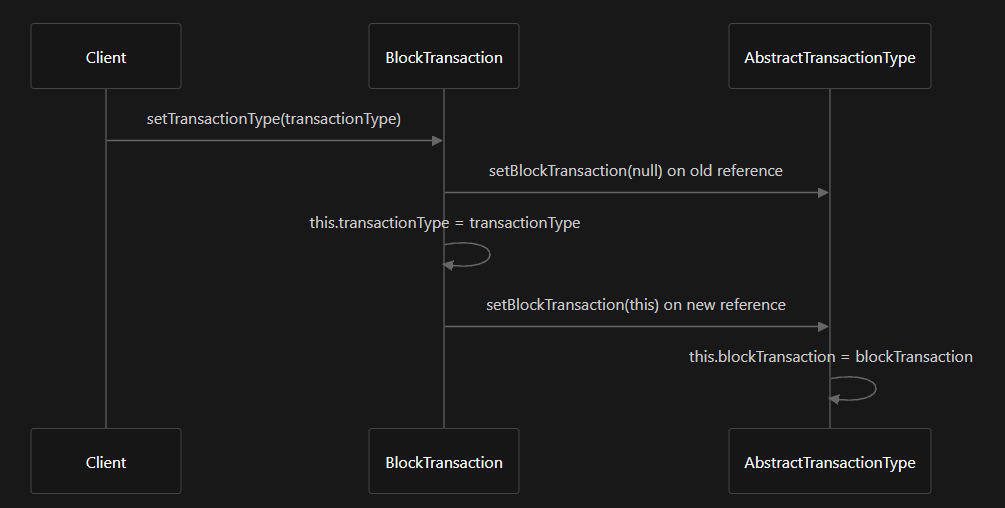 Client
BlockTransaction
AbstractTransactionType
setTransactionType(transactionType)
setBlockTransaction(null) on old reference
this.transactionType = transactionType
setBlockTransaction(this) on new reference
this.blockTransaction = blockTransaction
Client
BlockTransaction
AbstractTransactionType